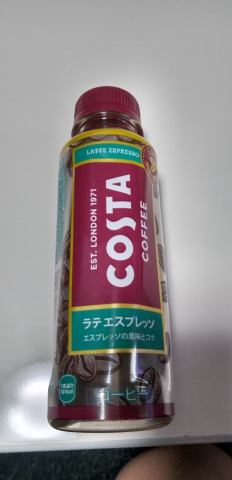 LATTE ESPRESSO
EST. LONDON 1971
COSTA
COFFEE
ラテ エスプレッソ
エスプレッソの風味とコク
コーヒー